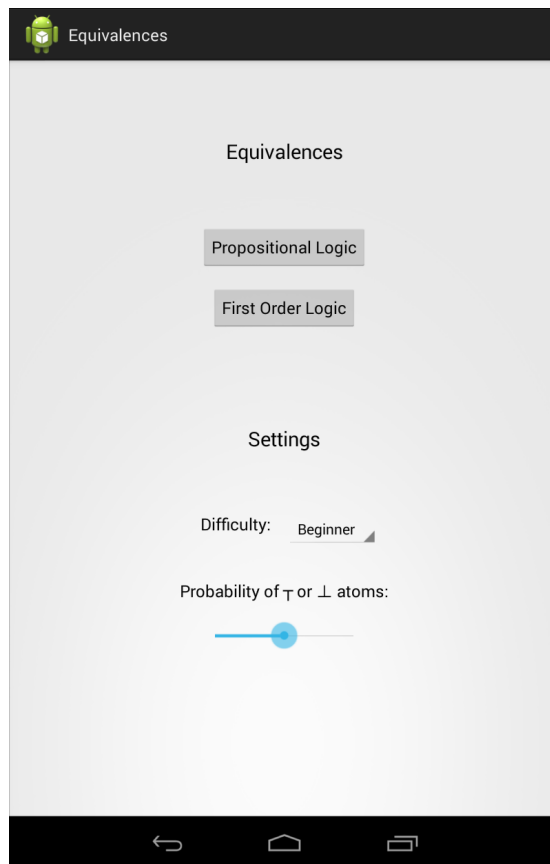 Equivalences
Equivalences
Propositional Logic
First Order Logic
Settings
Difficulty: Beginner
Probability of ⊤ or ⊥ atoms: